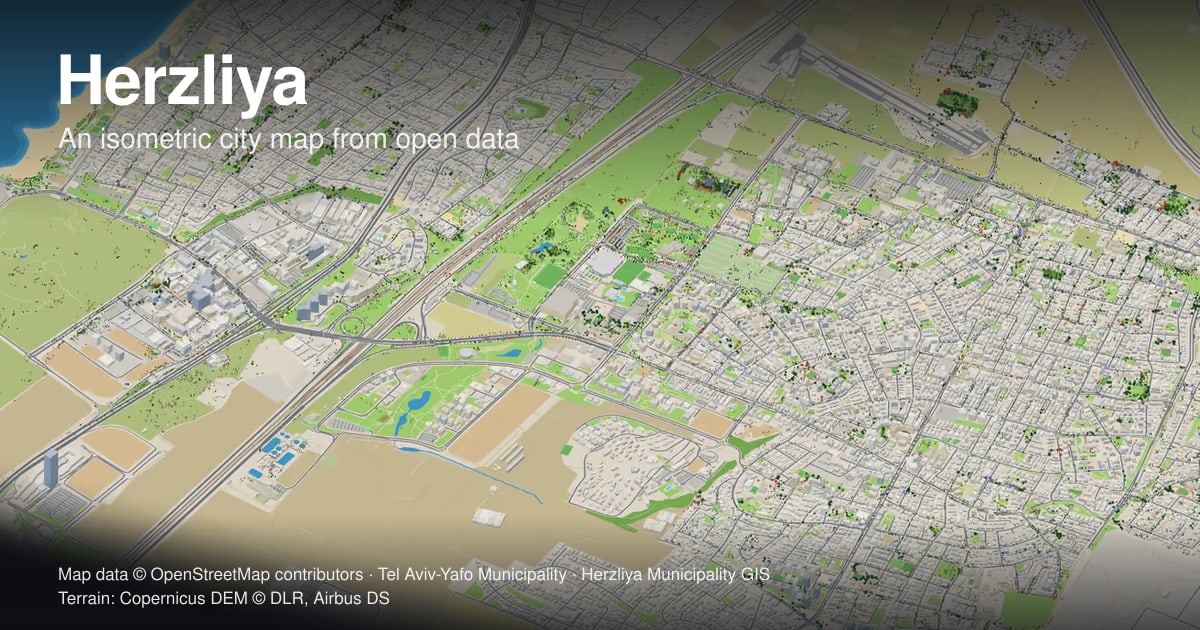 Herzliya
An isometric city map from open data
Map data © OpenStreetMap contributors · Tel Aviv-Yafo Municipality · Herzliya Municipality GIS
Terrain: Copernicus DEM © DLR, Airbus DS